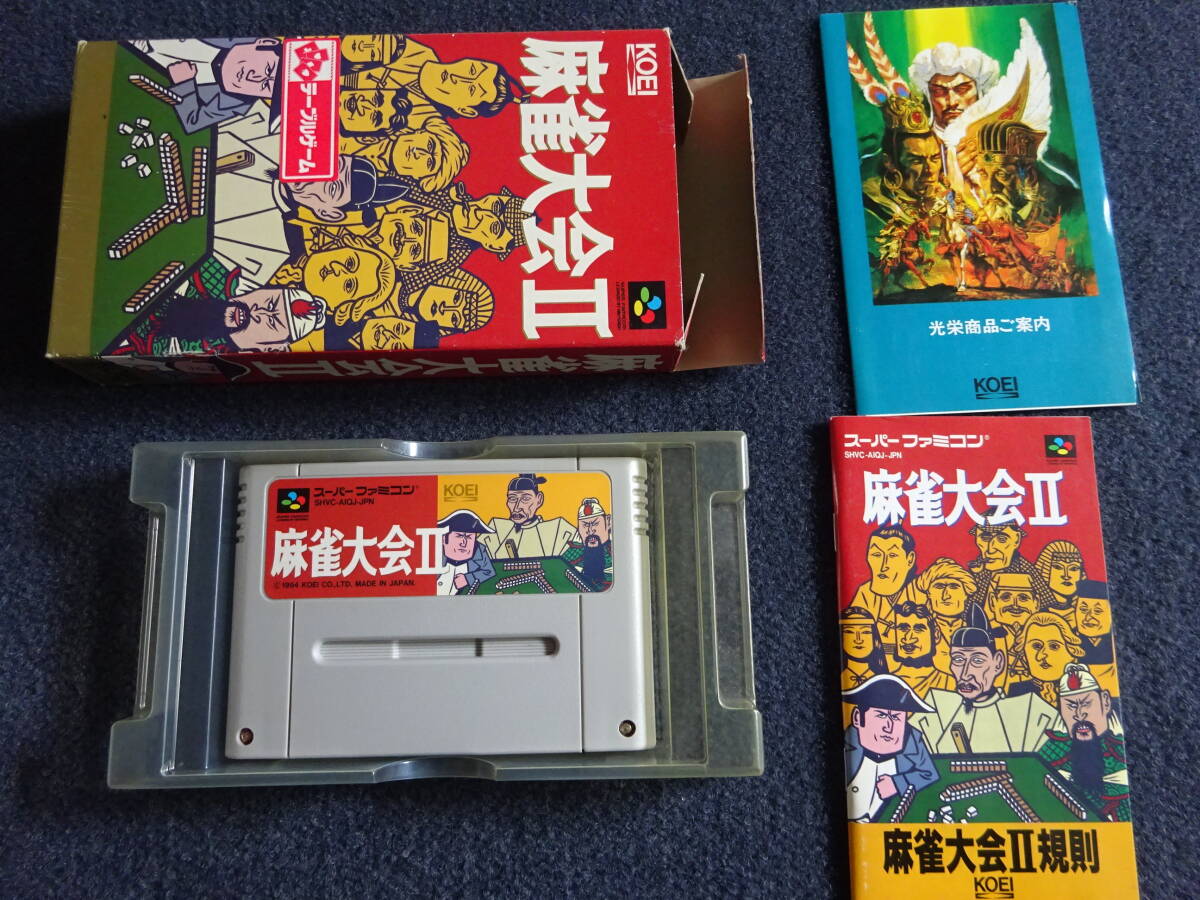 KOEI
麻雀大会II
テーブルゲーム
麻雀大会II
光栄商品ご案内
KOEI
スーパーファミコン
SHVC-AIQJ-JPN
KOEI
麻雀大会II
© 1994 KOEI CO., LTD. MADE IN JAPAN.
スーパーファミコン®
SHVC-AIQJ-JPN
麻雀大会II
麻雀大会II規則
KOEI